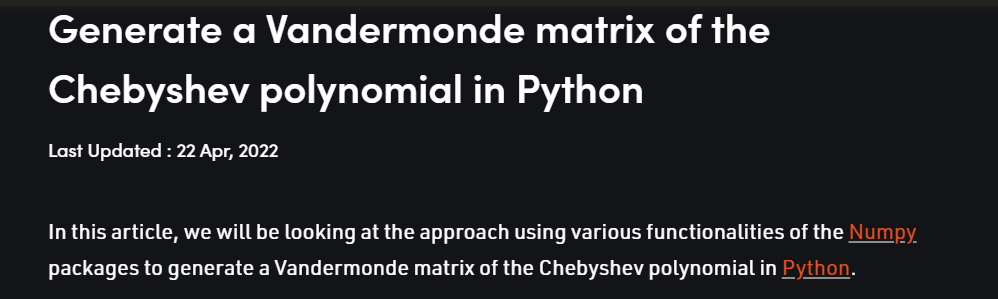 Generate a Vandermonde matrix of the
Chebyshev polynomial in Python
Last Updated : 22 Apr, 2022
In this article, we will be looking at the approach using various functionalities of the Numpy
packages to generate a Vandermonde matrix of the Chebyshev polynomial in Python.